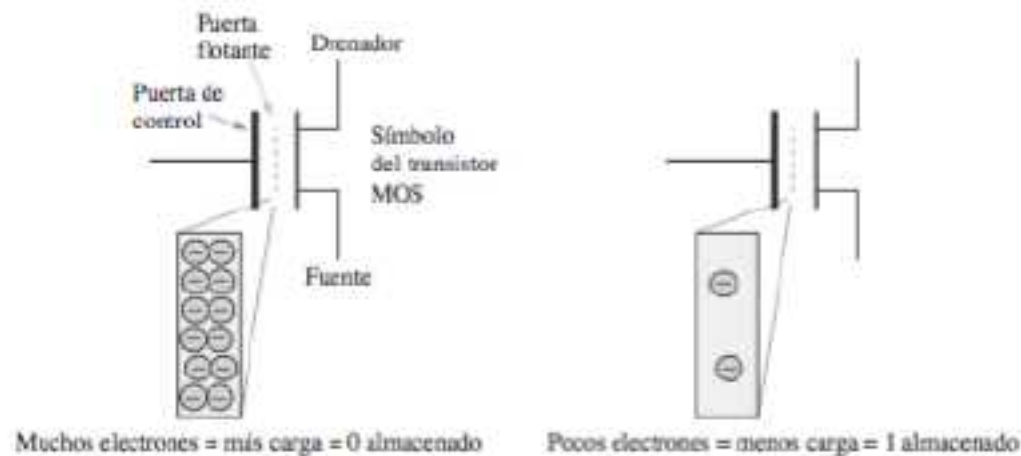 Puerta
flotante
Drenador
Puerta de
control
Símbolo
del transistor
MOS
Fuente
Muchos electrones = más carga = 0 almacenado
Pocos electrones = menos carga = 1 almacenado